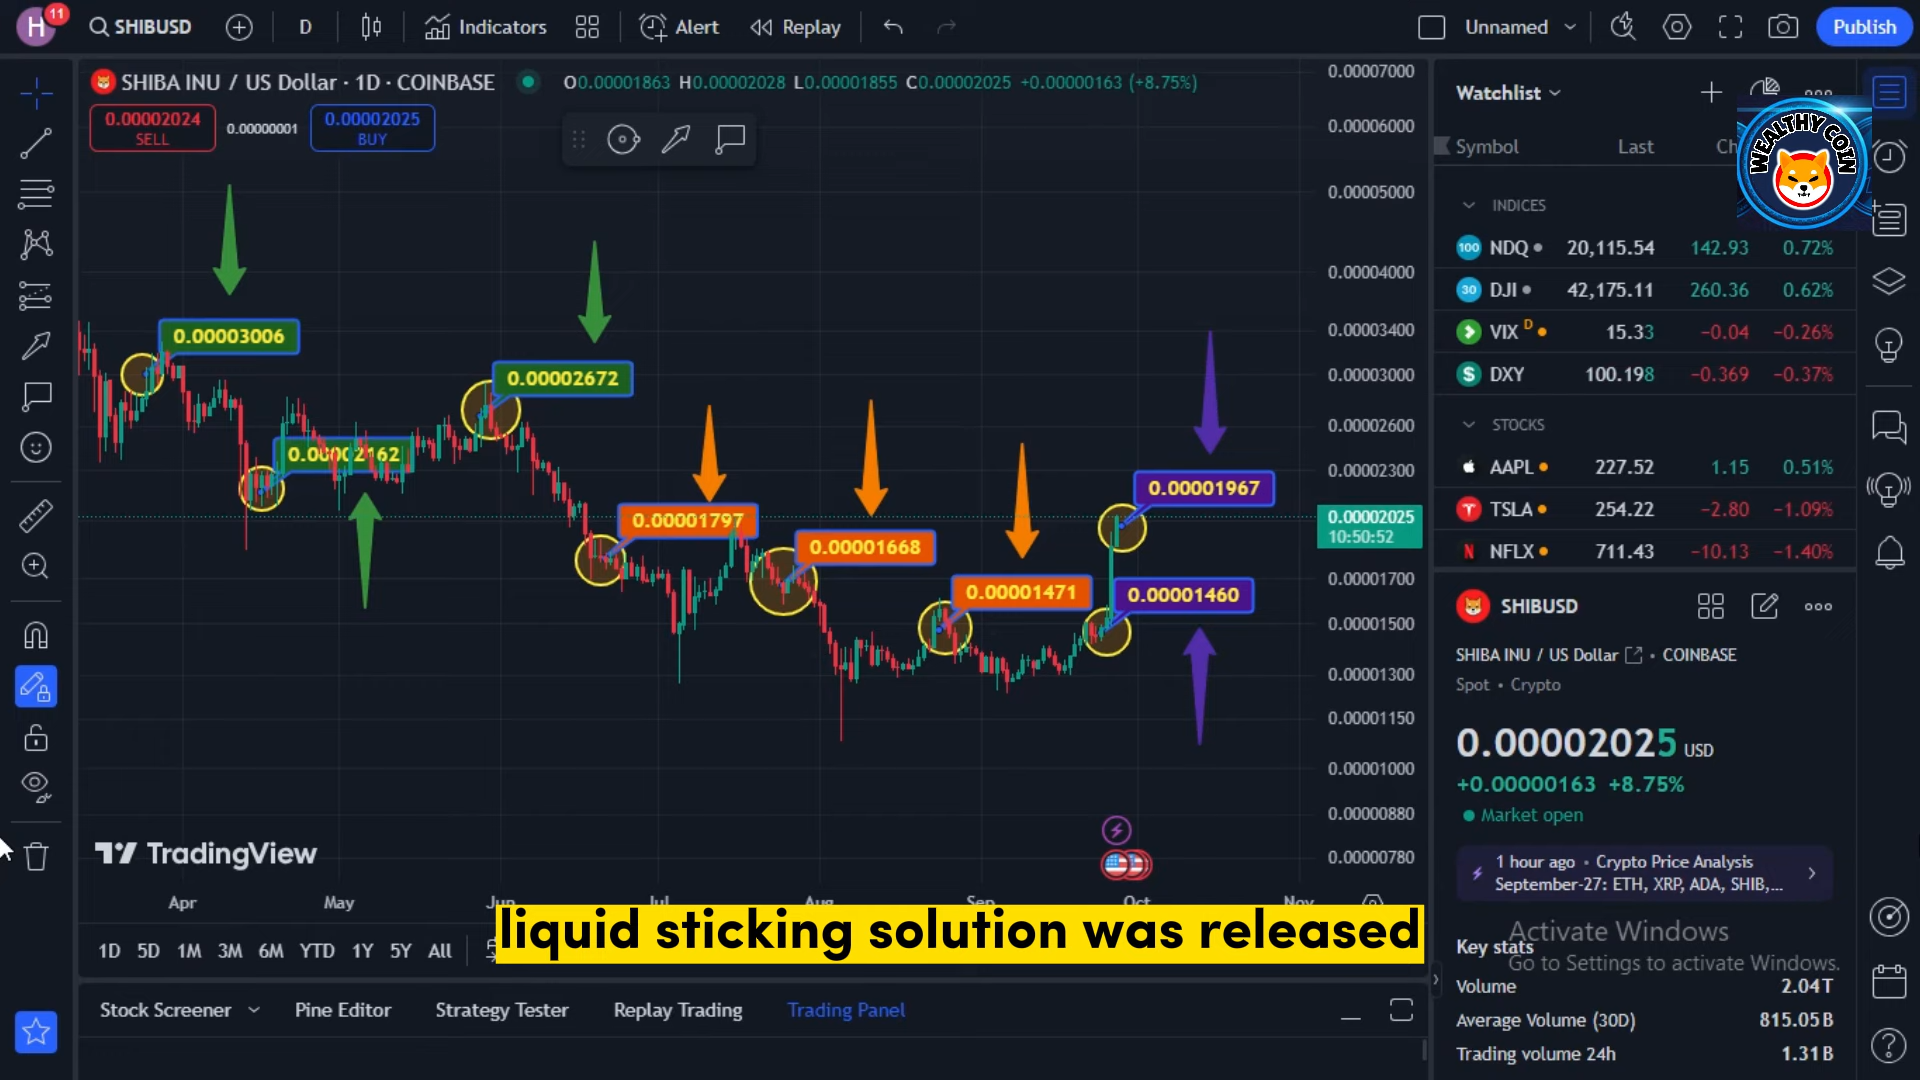 H
11
SHIBUSD
D
Indicators
Alert
Replay
Unnamed
Publish
SHIBA INU / US Dollar · 1D · COINBASE
O0.00001863 H0.00002028 L0.00001855 C0.00002025 +0.00000163 (+8.75%)
0.00002024
SELL
0.00000001
0.00002025
BUY
0.00003006
0.00002162
0.00002672
0.00001797
0.00001668
0.00001471
0.00001967
0.00001460
0.00007000
0.00006000
0.00005000
0.00004000
0.00003400
0.00003000
0.00002600
0.00002300
0.00002025
10:50:52
0.00001700
0.00001500
0.00001300
0.00001150
0.00001000
0.00000880
0.00000780
TradingView
Apr May Jun Jul Aug Sep Oct Nov
liquid sticking solution was released
1D 5D 1M 3M 6M YTD 1Y 5Y All
Stock Screener
Pine Editor
Strategy Tester
Replay Trading
Trading Panel
Watchlist
WEALTHY COIN
Symbol Last Ch
INDICES
100 NDQ 20,115.54 142.93 0.72%
30 DJI 42,175.11 260.36 0.62%
VIX D 15.33 −0.04 −0.26%
DXY 100.198 −0.369 −0.37%
STOCKS
AAPL 227.52 1.15 0.51%
TSLA 254.22 −2.80 −1.09%
NFLX 711.43 −10.13 −1.40%
SHIBUSD
SHIBA INU / US Dollar • COINBASE
Spot • Crypto
0.00002025 USD
+0.00000163 +8.75%
Market open
1 hour ago • Crypto Price Analysis
September-27: ETH, XRP, ADA, SHIB,...
Activate Windows
Go to Settings to activate Windows.
Key stats
Volume 2.04T
Average Volume (30D) 815.05B
Trading volume 24h 1.31B